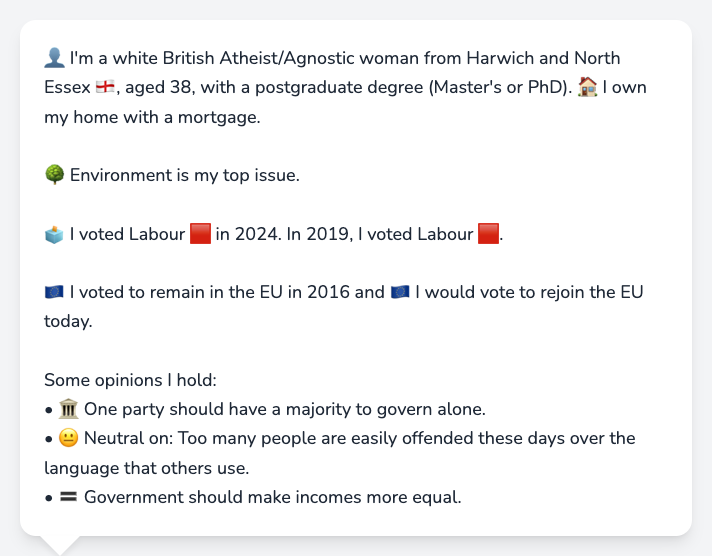 👤 I'm a white British Atheist/Agnostic woman from Harwich and North
Essex 🏴󠁧󠁢󠁥󠁮󠁧󠁿, aged 38, with a postgraduate degree (Master's or PhD). 🏠 I own
my home with a mortgage.
🌳 Environment is my top issue.
🗳️ I voted Labour 🟥 in 2024. In 2019, I voted Labour 🟥.
🇪🇺 I voted to remain in the EU in 2016 and 🇪🇺 I would vote to rejoin the EU
today.
Some opinions I hold:
• 🏛️ One party should have a majority to govern alone.
• 😐 Neutral on: Too many people are easily offended these days over the
language that others use.
• 🟰 Government should make incomes more equal.